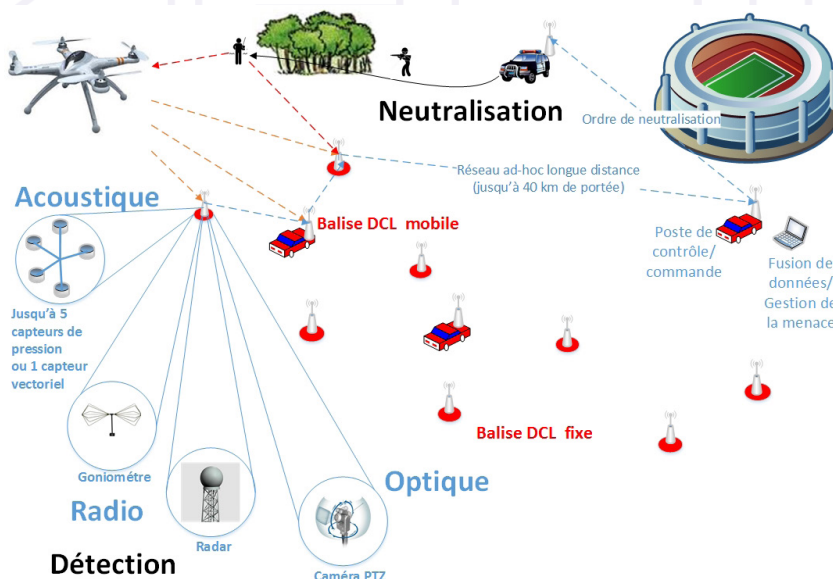 Neutralisation
Ordre de neutralisation
Réseau ad-hoc longue distance
(jusqu'à 40 km de portée)
Acoustique
Balise DCL mobile
Poste de
contrôle/
commande
Fusion de
données/
Gestion de
la menace
Jusqu'à 5
capteurs de
pression
ou 1 capteur
vectoriel
Balise DCL fixe
Goniométre
Optique
Radio
Radar
Détection
Caméra PTZ